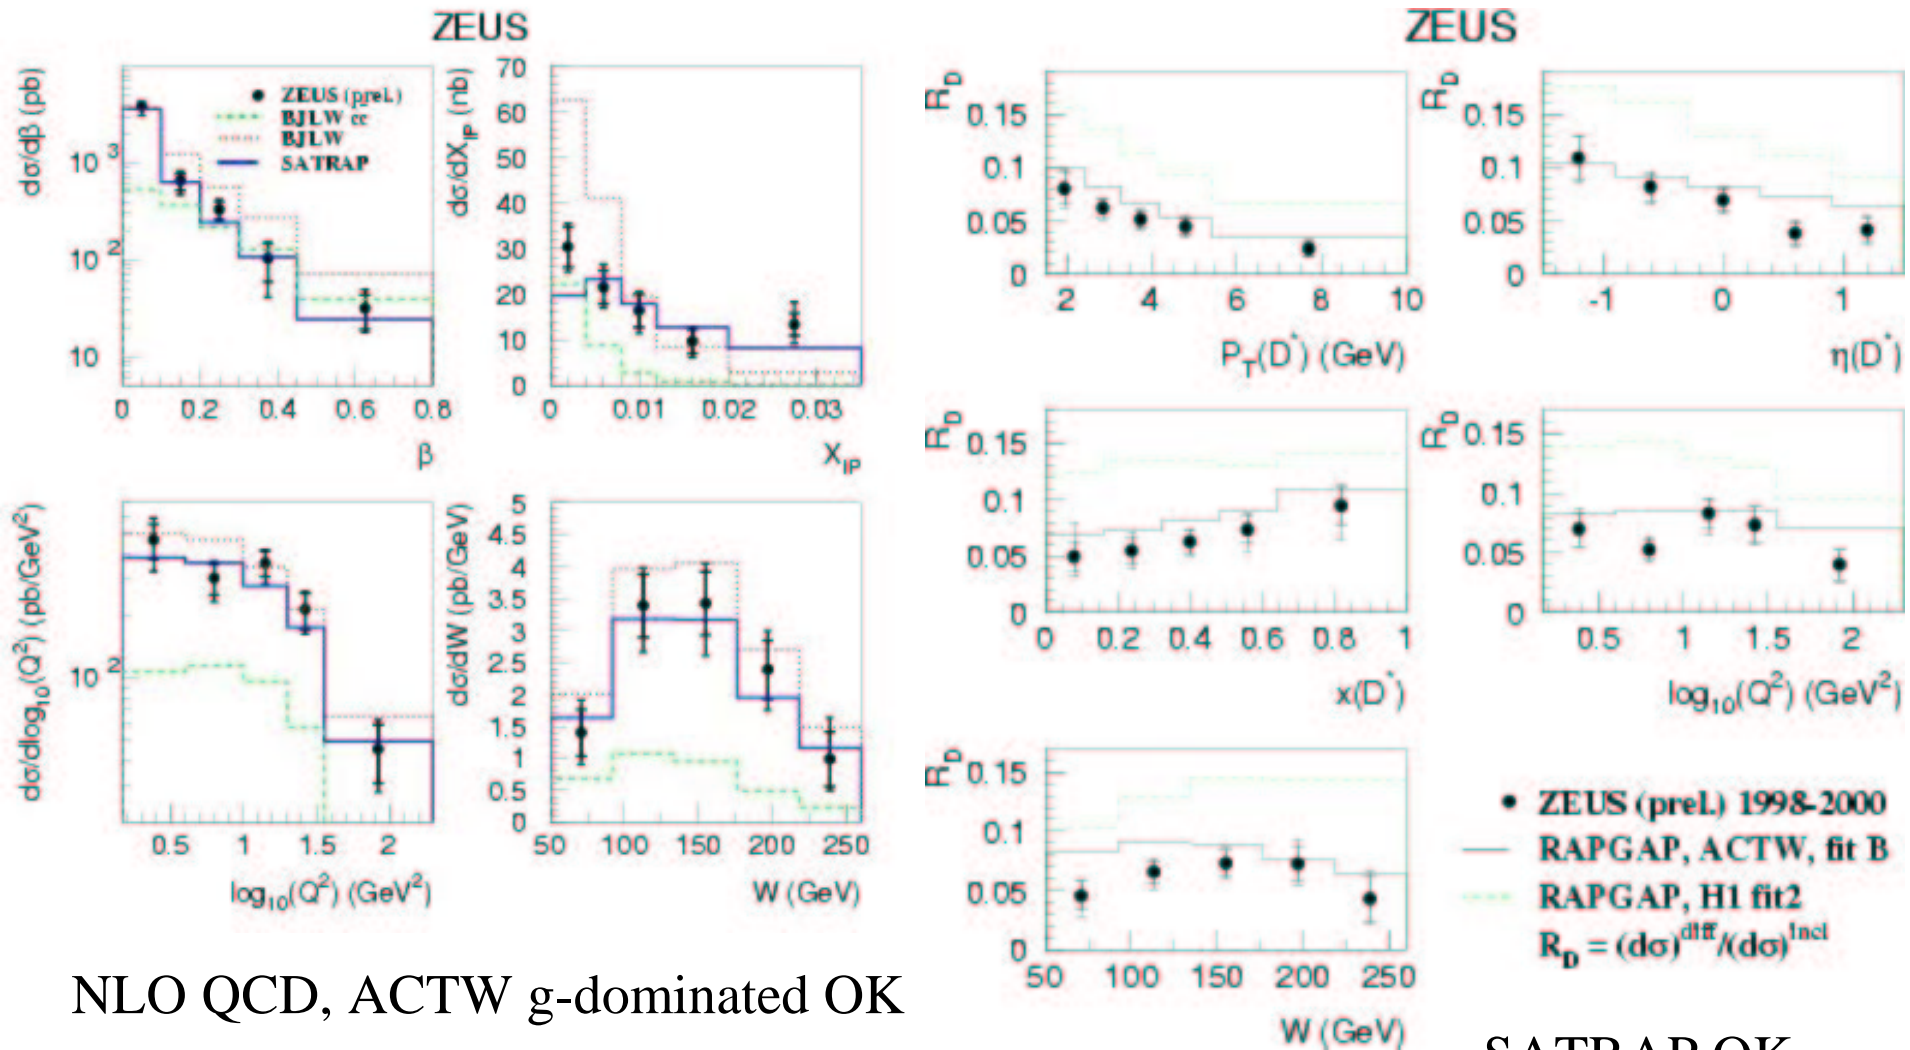 ZEUS
dσ/dβ (pb)
10³
10²
10
ZEUS (prel.)
BJLW cc̄
BJLW
SATRAP
0 0.2 0.4 0.6 0.8
β
dσ/dX_IP (nb)
70
60
50
40
30
20
10
0
0 0.01 0.02 0.03
X_IP
dσ/dlog₁₀(Q²) (pb/GeV²)
10²
0.5 1 1.5 2
log₁₀(Q²) (GeV²)
dσ/dW (pb/GeV)
5
4.5
4
3.5
3
2.5
2
1.5
1
0.5
0
50 100 150 200 250
W (GeV)
NLO QCD, ACTW g-dominated OK
ZEUS
R_D
0.15
0.1
0.05
0
2 4 6 8 10
P_T(D*) (GeV)
R_D
0.15
0.1
0.05
0
-1 0 1
η(D*)
R_D
0.15
0.1
0.05
0
0 0.2 0.4 0.6 0.8 1
x(D*)
R_D
0.15
0.1
0.05
0
0.5 1 1.5 2
log₁₀(Q²) (GeV²)
R_D
0.15
0.1
0.05
0
50 100 150 200 250
W (GeV)
ZEUS (prel.) 1998-2000
RAPGAP, ACTW, fit B
RAPGAP, H1 fit2
R_D = (dσ)^diff/(dσ)^incl
SATRAP OK